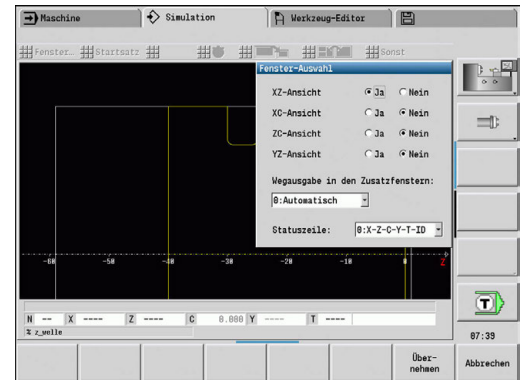 Maschine
Simulation
Werkzeug-Editor
Fenster..
Startsatz
Sonst
Fenster-Auswahl
XZ-Ansicht Ja Nein
XC-Ansicht Ja Nein
ZC-Ansicht Ja Nein
YZ-Ansicht Ja Nein
Wegausgabe in den Zusatzfenstern:
0:Automatisch
Statuszeile: 0:X-Z-C-Y-T-ID
-60 -50 -40 -30 -20 -10 0 Z
N -- X ---- Z ---- C 0.000 Y ---- T ----
% z_welle
T
07:39
Über-
nehmen
Abbrechen